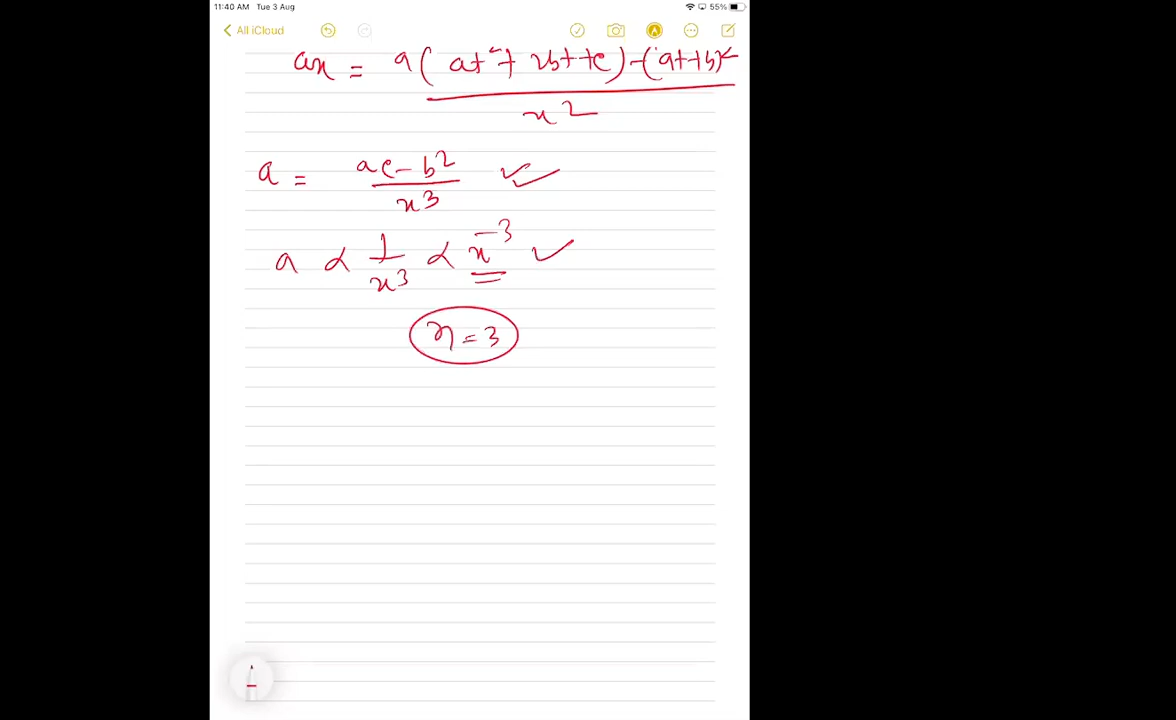 11:40 AM Tue 3 Aug 55%
All iCloud
ax = a(at²+2bt+c)-(at+b)²
x²
a = ac-b²
x³
a ∝ 1/x³ ∝ x⁻³
n=3